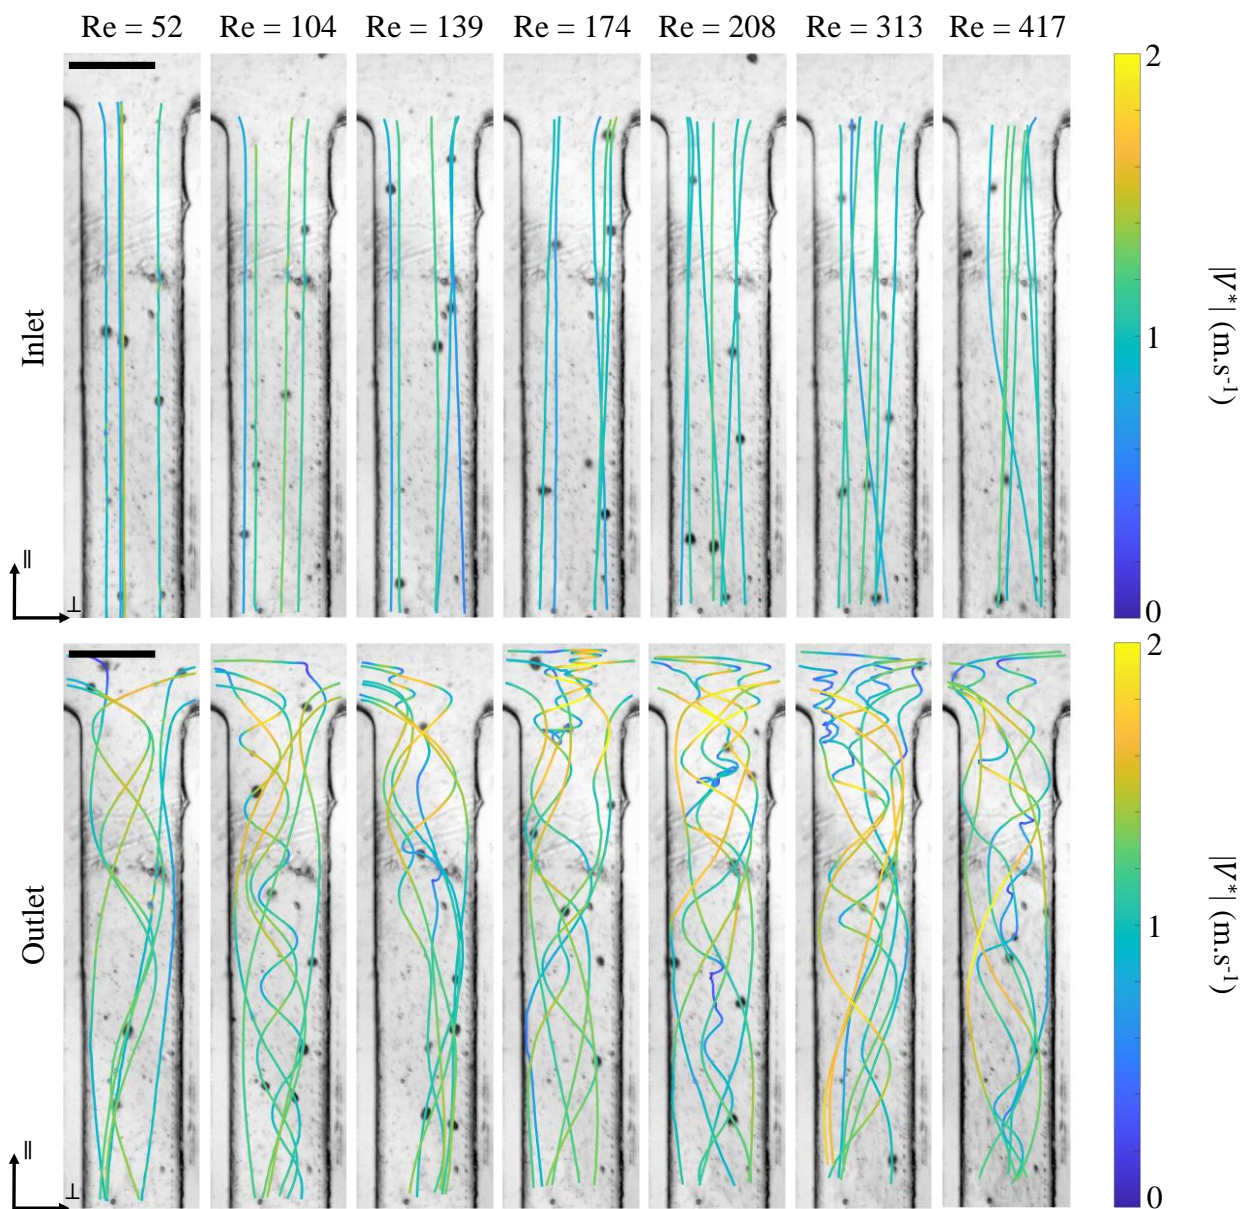 Re = 52 Re = 104 Re = 139 Re = 174 Re = 208 Re = 313 Re = 417
Inlet
∥
⊥
2
1
0
|V*| (m.s⁻¹)
Outlet
∥
⊥
2
1
0
|V*| (m.s⁻¹)